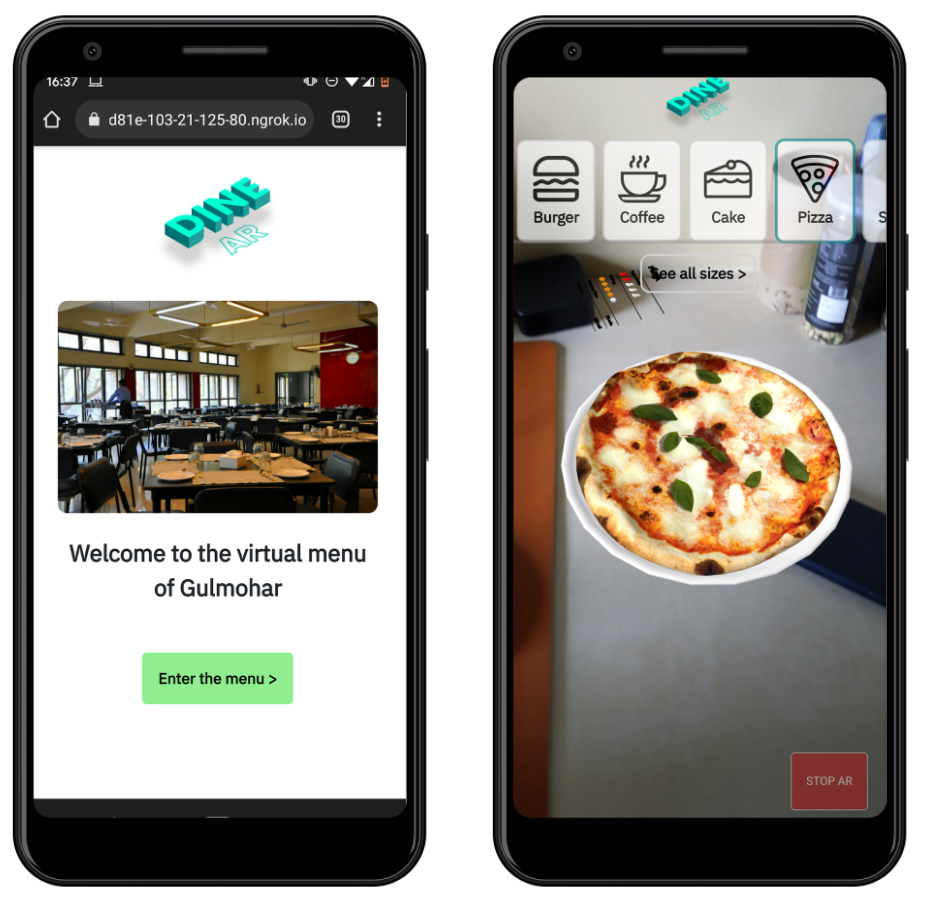 16:37
d81e-103-21-125-80.ngrok.io
30
DINE
AR
Welcome to the virtual menu
of Gulmohar
Enter the menu >
DINE
AR
Burger
Coffee
Cake
Pizza
S
See all sizes >
STOP AR